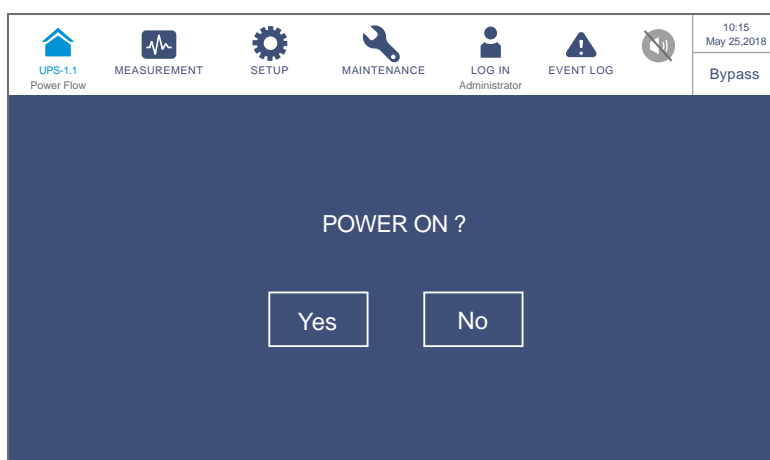 10:15
May 25,2018
UPS-1.1
Power Flow
MEASUREMENT
SETUP
MAINTENANCE
LOG IN
Administrator
EVENT LOG
Bypass
POWER ON ?
Yes
No